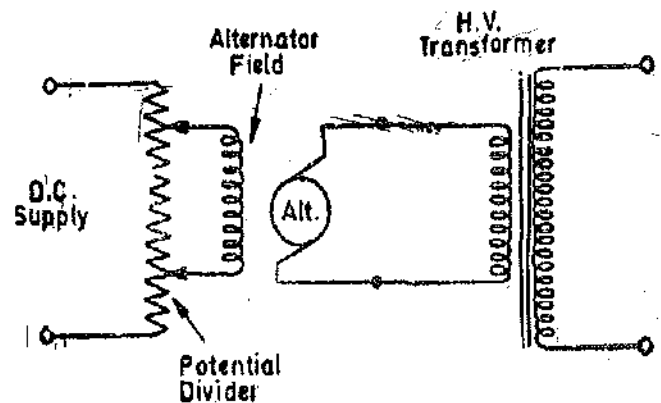 H.V.
Transformer
Alternator
Field
D.C.
Supply
Alt.
Potential
Divider